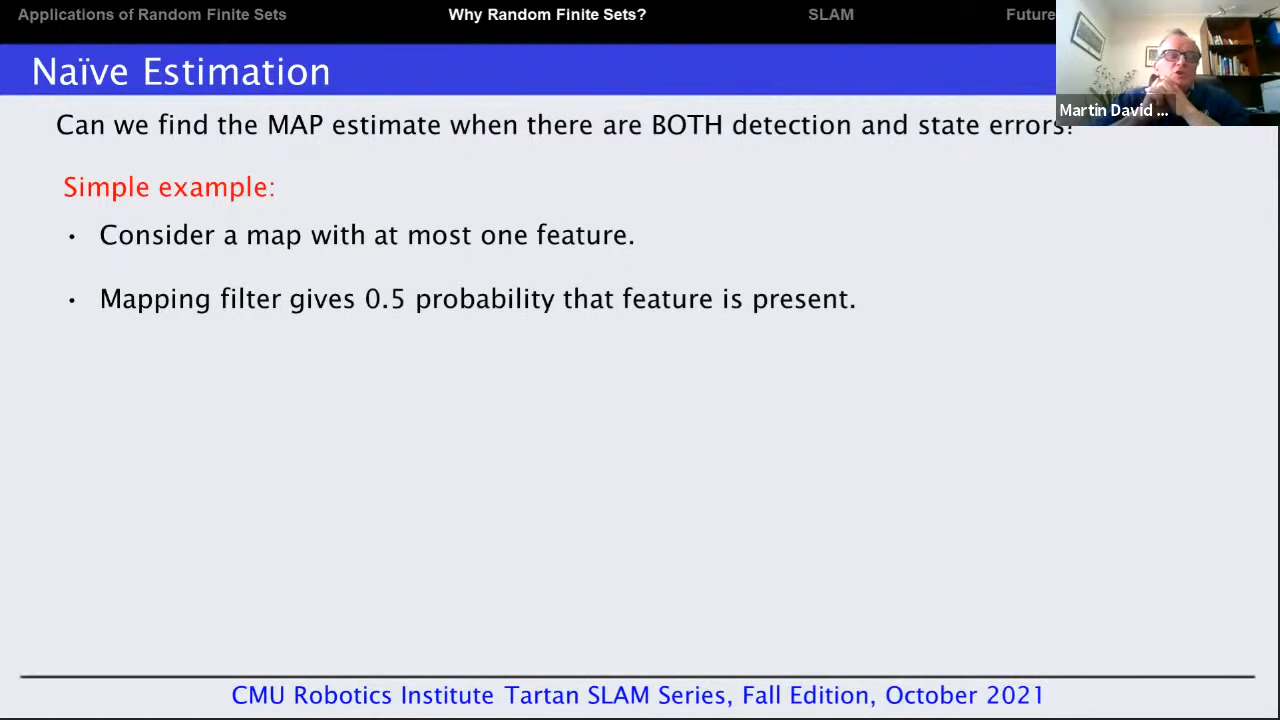 Applications of Random Finite Sets
Why Random Finite Sets?
SLAM
Future
Naïve Estimation
Can we find the MAP estimate when there are BOTH detection and state errors?
Martin David ...
Simple example:
• Consider a map with at most one feature.
• Mapping filter gives 0.5 probability that feature is present.
CMU Robotics Institute Tartan SLAM Series, Fall Edition, October 2021